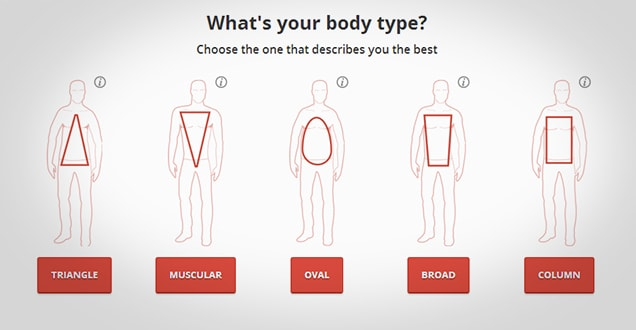 What's your body type?
Choose the one that describes you the best
i i i i i
TRIANGLE MUSCULAR OVAL BROAD COLUMN